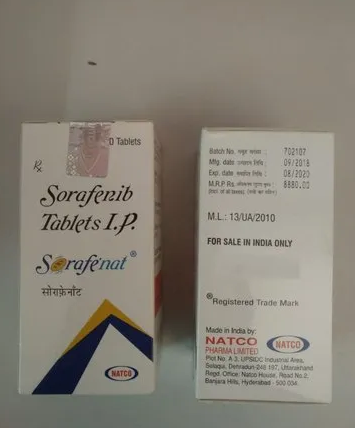 0 Tablets
Rx
Sorafenib
Tablets I.P.
Sorafenat®
सोराफ़ेनॅट
NATCO
Batch No. : 702107
Mfg. date : 09/2018
Exp. date : 08/2020
M.R.P. Rs. : 8880.00
M.L.: 13/UA/2010
FOR SALE IN INDIA ONLY
®Registered Trade Mark
Made in India by:
NATCO
PHARMA LIMITED
NATCO
Plot No. A 3, UPSIDC Industrial Area,
Selaqui, Dehradun-248 197, Uttarakhand
Regd. Office: Natco House, Road No.2,
Banjara Hills, Hyderabad - 500 034.